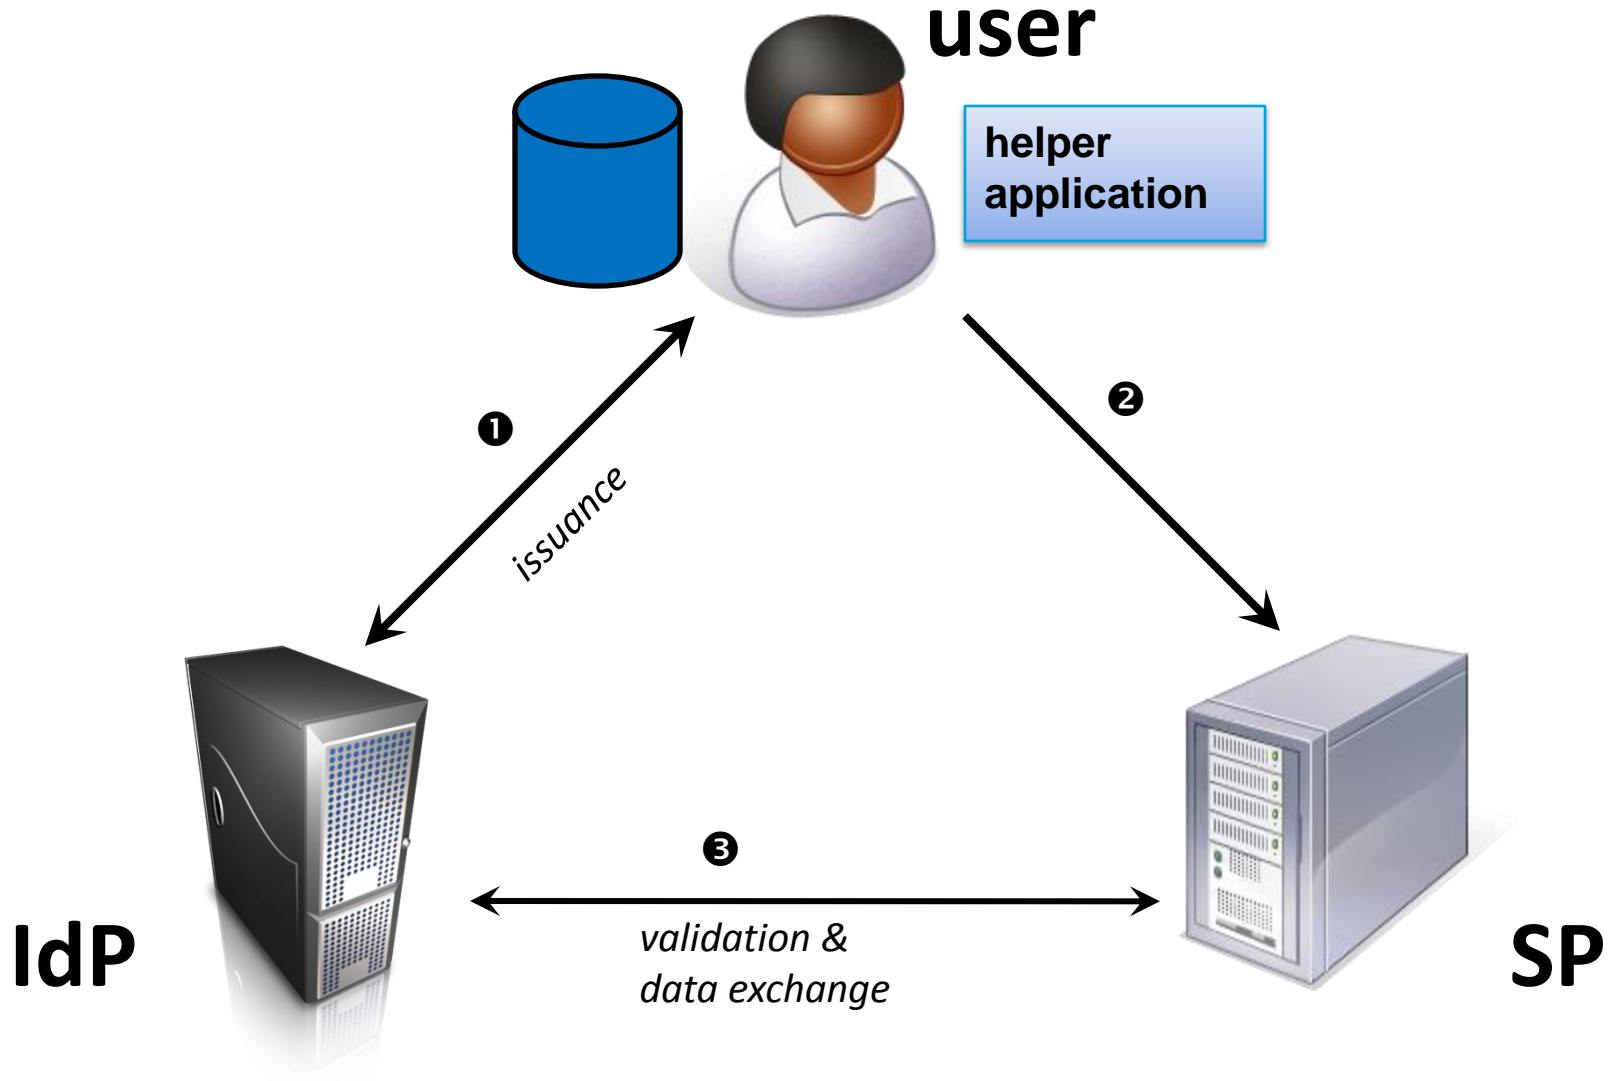 user
helper
application
❶
❷
issuance
❸
validation &
data exchange
IdP
SP